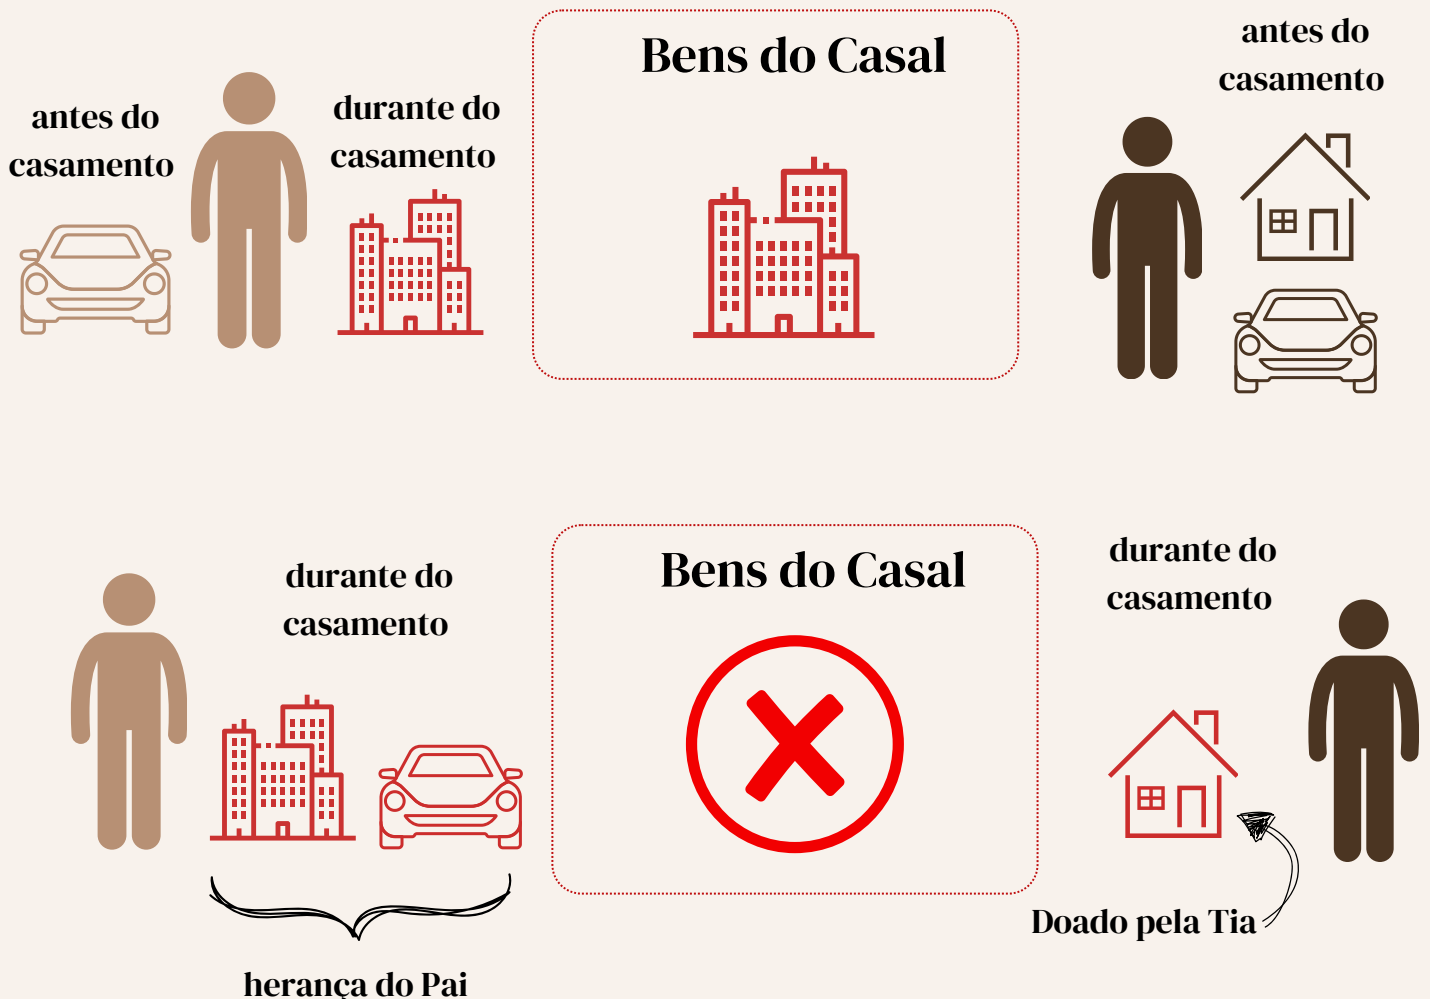 antes do
casamento
durante do
casamento
Bens do Casal
antes do
casamento
durante do
casamento
Bens do Casal
durante do
casamento
Doado pela Tia
herança do Pai